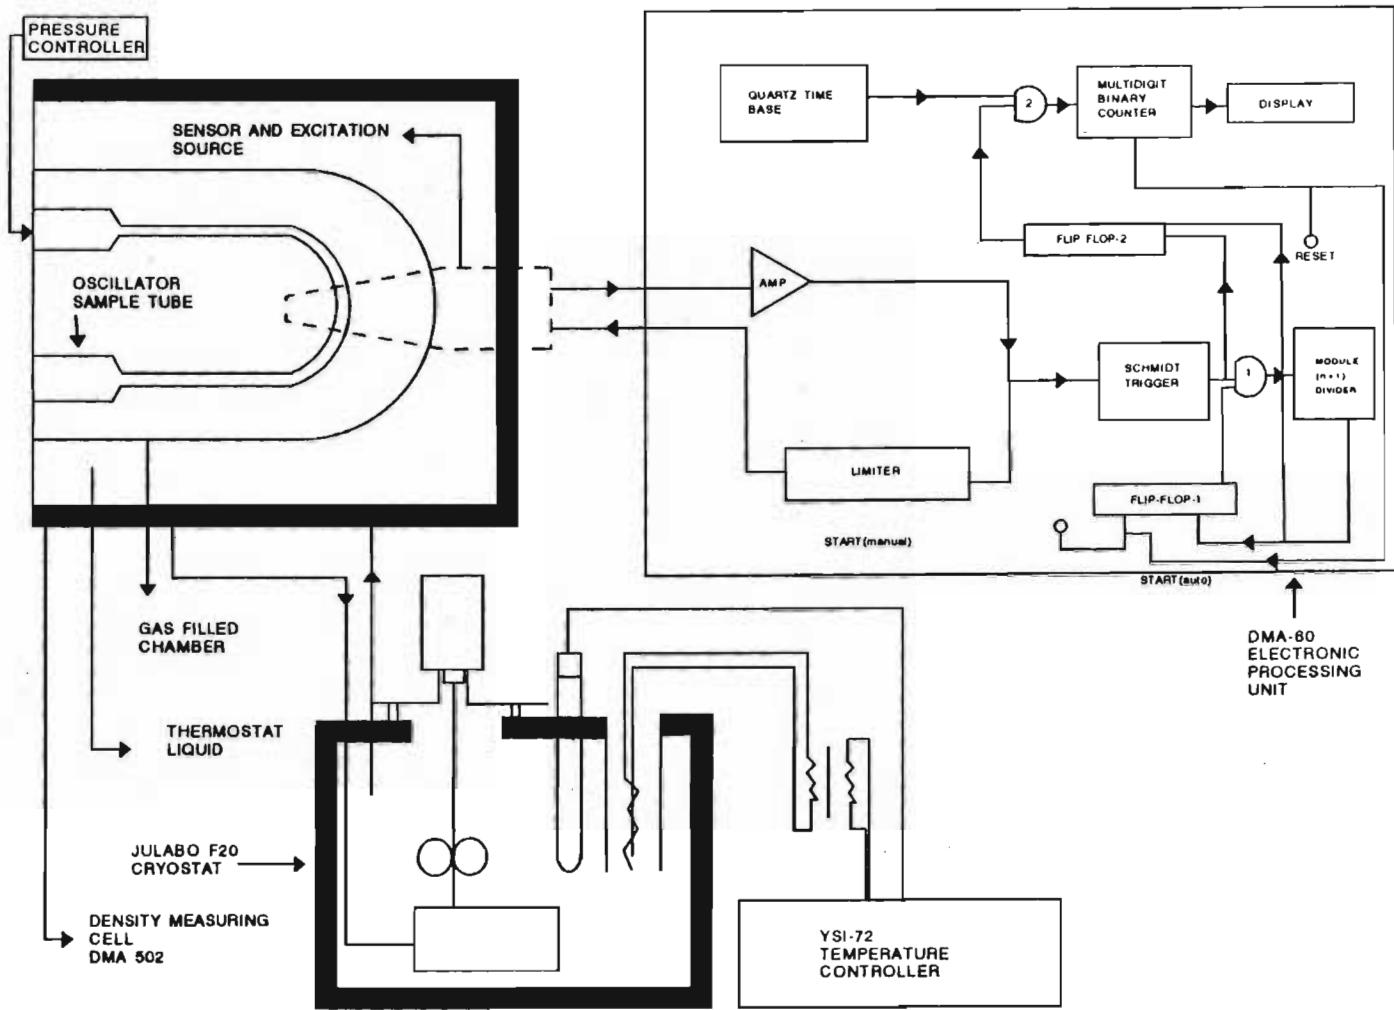 PRESSURE
CONTROLLER
SENSOR AND EXCITATION
SOURCE
OSCILLATOR
SAMPLE TUBE
QUARTZ TIME
BASE
2
MULTIDIGIT
BINARY
COUNTER
DISPLAY
FLIP FLOP-2
RESET
AMP
SCHMIDT
TRIGGER
1
MODULE
(n+1)
DIVIDER
LIMITER
FLIP-FLOP-1
START(manual)
START(auto)
GAS FILLED
CHAMBER
DMA-60
ELECTRONIC
PROCESSING
UNIT
THERMOSTAT
LIQUID
JULABO F20
CRYOSTAT
DENSITY MEASURING
CELL
DMA 502
YSI-72
TEMPERATURE
CONTROLLER